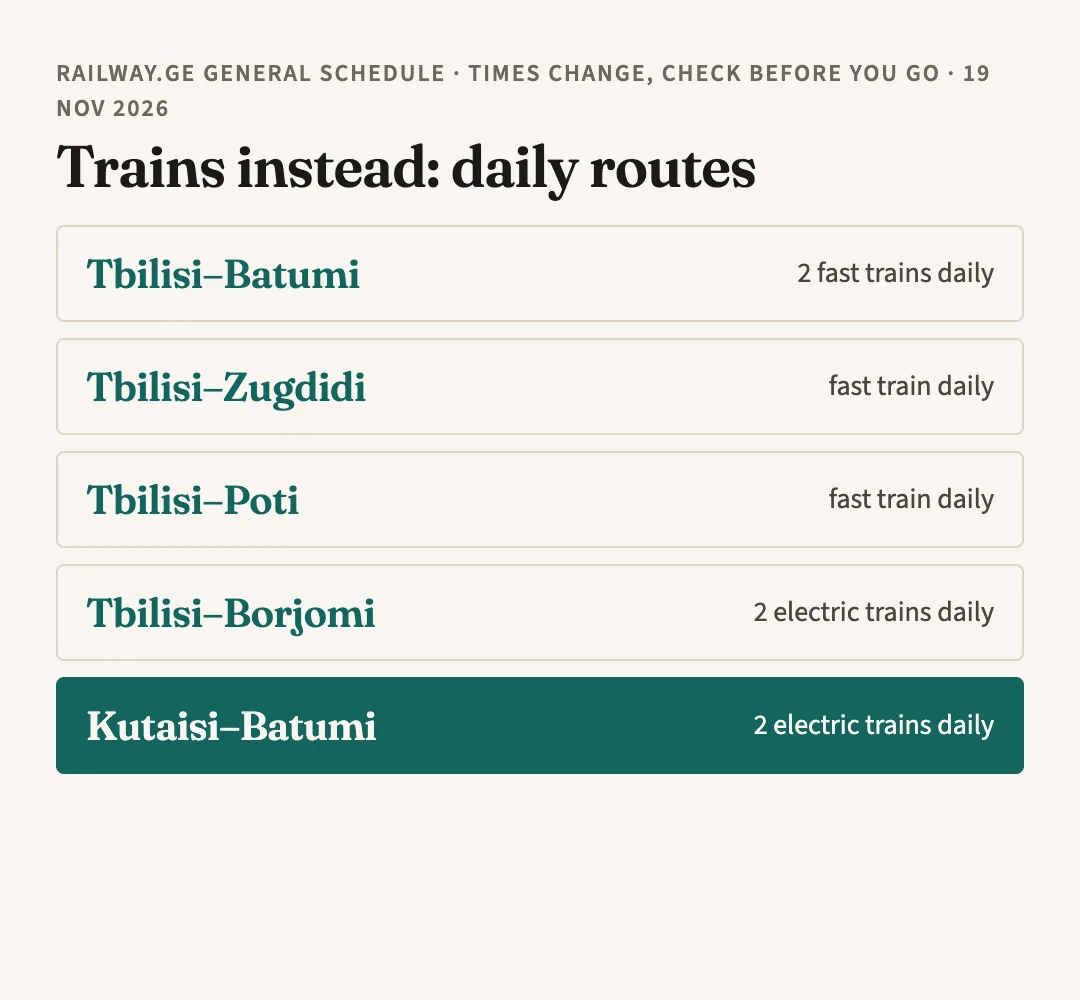 RAILWAY.GE GENERAL SCHEDULE · TIMES CHANGE, CHECK BEFORE YOU GO · 19
NOV 2026
Trains instead: daily routes
Tbilisi–Batumi 2 fast trains daily
Tbilisi–Zugdidi fast train daily
Tbilisi–Poti fast train daily
Tbilisi–Borjomi 2 electric trains daily
Kutaisi–Batumi 2 electric trains daily